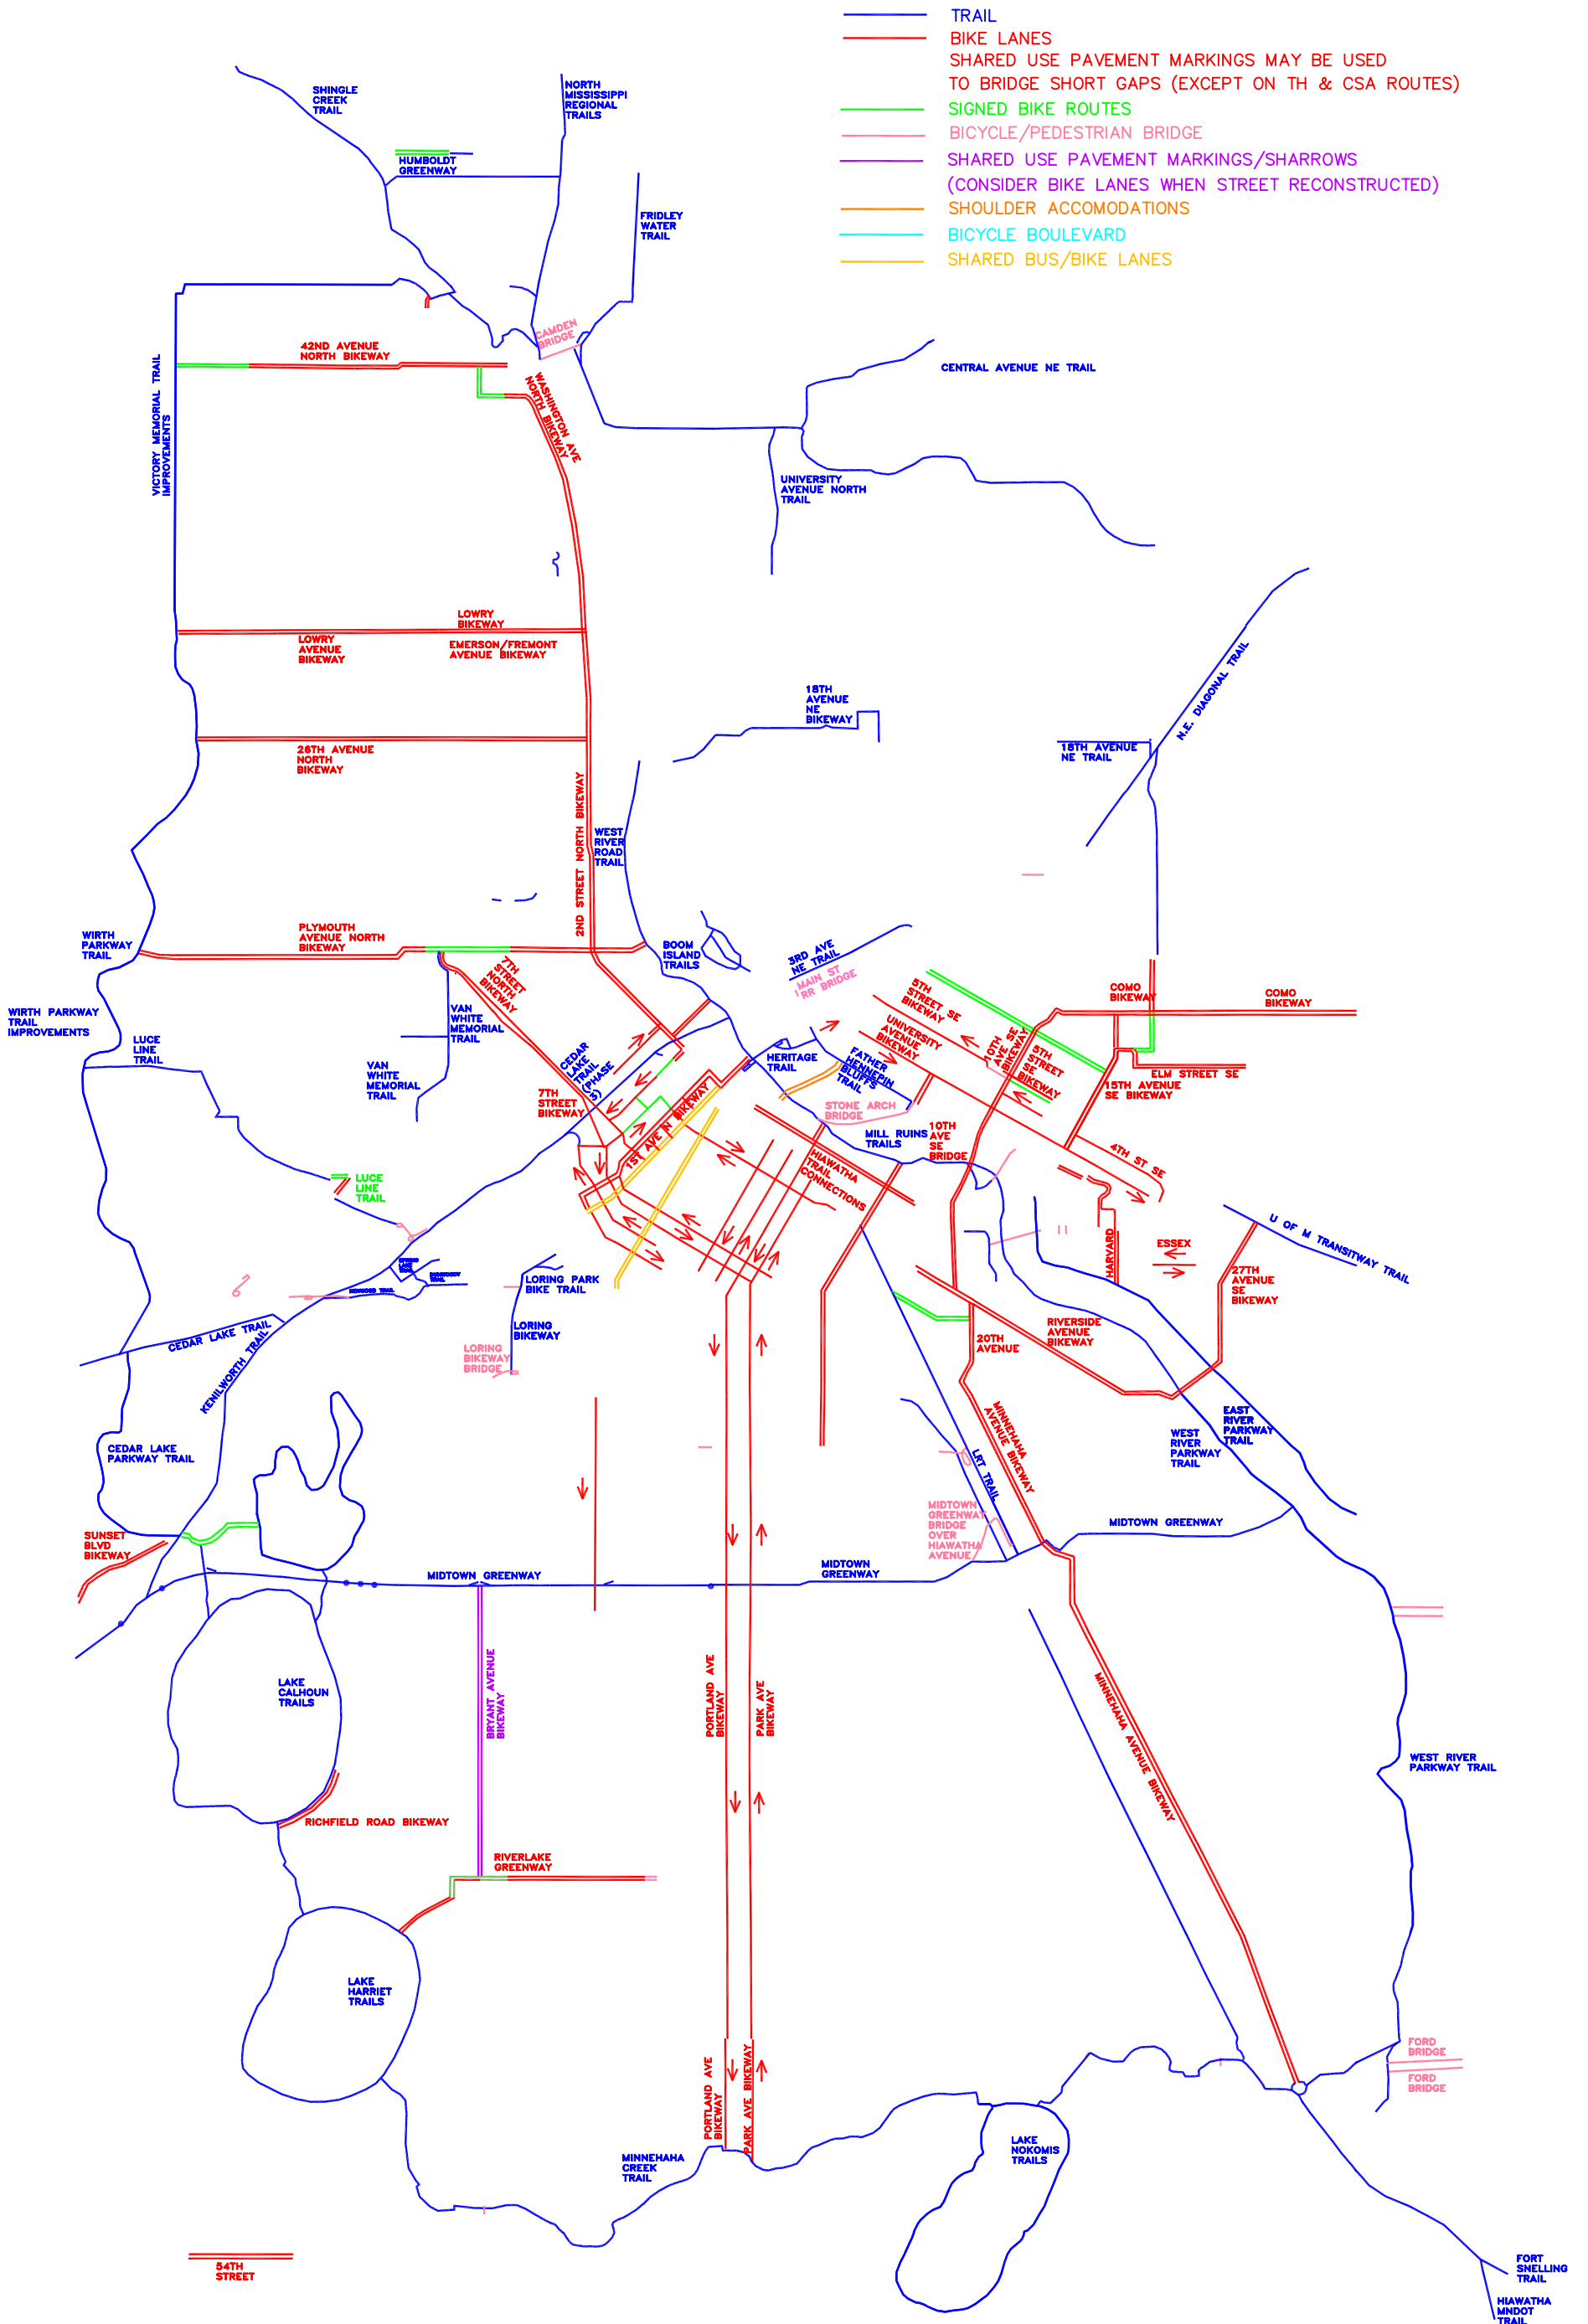 TRAIL
BIKE LANES
SHARED USE PAVEMENT MARKINGS MAY BE USED
TO BRIDGE SHORT GAPS (EXCEPT ON TH & CSA ROUTES)
SIGNED BIKE ROUTES
BICYCLE/PEDESTRIAN BRIDGE
SHARED USE PAVEMENT MARKINGS/SHARROWS
(CONSIDER BIKE LANES WHEN STREET RECONSTRUCTED)
SHOULDER ACCOMODATIONS
BICYCLE BOULEVARD
SHARED BUS/BIKE LANES
SHINGLE
CREEK
TRAIL
NORTH
MISSISSIPPI
REGIONAL
TRAILS
HUMBOLDT
GREENWAY
FRIDLEY
WATER
TRAIL
CAMDEN
BRIDGE
42ND AVENUE
NORTH BIKEWAY
VICTORY MEMORIAL TRAIL
IMPROVEMENTS
WASHINGTON AVE
NORTH BIKEWAY
CENTRAL AVENUE NE TRAIL
UNIVERSITY
AVENUE NORTH
TRAIL
LOWRY
BIKEWAY
LOWRY
AVENUE
BIKEWAY
EMERSON/FREMONT
AVENUE BIKEWAY
18TH
AVENUE
NE
BIKEWAY
N.E. DIAGONAL TRAIL
18TH AVENUE
NE TRAIL
26TH AVENUE
NORTH
BIKEWAY
2ND STREET NORTH BIKEWAY
WEST
RIVER
ROAD
TRAIL
PLYMOUTH
AVENUE NORTH
BIKEWAY
WIRTH
PARKWAY
TRAIL
7TH
STREET
NORTH
BIKEWAY
BOOM
ISLAND
TRAILS
3RD AVE
NE TRAIL
MAIN ST
RR BRIDGE
5TH
STREET SE
BIKEWAY
COMO
BIKEWAY
COMO
BIKEWAY
WIRTH PARKWAY
TRAIL
IMPROVEMENTS
LUCE
LINE
TRAIL
VAN
WHITE
MEMORIAL
TRAIL
VAN
WHITE
MEMORIAL
TRAIL
CEDAR
LAKE
TRAIL
(PHASE
3)
UNIVERSITY
AVENUE
BIKEWAY
10TH
AVE SE
BIKEWAY
5TH
STREET
SE
BIKEWAY
HERITAGE
TRAIL
FATHER
HENNEPIN
BLUFFS
TRAIL
ELM STREET SE
15TH AVENUE
SE BIKEWAY
7TH
STREET
BIKEWAY
1ST AVE N BIKEWAY
STONE ARCH
BRIDGE
MILL RUINS
TRAILS
10TH
AVE
SE
BRIDGE
4TH ST SE
HIAWATHA
TRAIL
CONNECTIONS
LUCE
LINE
TRAIL
U OF M TRANSITWAY TRAIL
HARVARD
ESSEX
27TH
AVENUE
SE
BIKEWAY
LORING PARK
BIKE TRAIL
LORING
BIKEWAY
LORING
BIKEWAY
BRIDGE
CEDAR LAKE TRAIL
KENILWORTH TRAIL
RIVERSIDE
AVENUE
BIKEWAY
20TH
AVENUE
MINNEHAHA
AVENUE BIKEWAY
EAST
RIVER
PARKWAY
TRAIL
WEST
RIVER
PARKWAY
TRAIL
CEDAR LAKE
PARKWAY TRAIL
LRT TRAIL
MIDTOWN
GREENWAY
BRIDGE
OVER
HIAWATHA
AVENUE
MIDTOWN GREENWAY
SUNSET
BLVD
BIKEWAY
MIDTOWN GREENWAY
MIDTOWN
GREENWAY
LAKE
CALHOUN
TRAILS
BRYANT AVENUE
BIKEWAY
PORTLAND AVE
BIKEWAY
PARK AVE
BIKEWAY
MINNEHAHA AVENUE BIKEWAY
WEST RIVER
PARKWAY TRAIL
RICHFIELD ROAD BIKEWAY
RIVERLAKE
GREENWAY
LAKE
HARRIET
TRAILS
FORD
BRIDGE
FORD
BRIDGE
PORTLAND AVE
BIKEWAY
PARK AVE BIKEWAY
MINNEHAHA
CREEK
TRAIL
LAKE
NOKOMIS
TRAILS
54TH
STREET
FORT
SNELLING
TRAIL
HIAWATHA
MNDOT
TRAIL